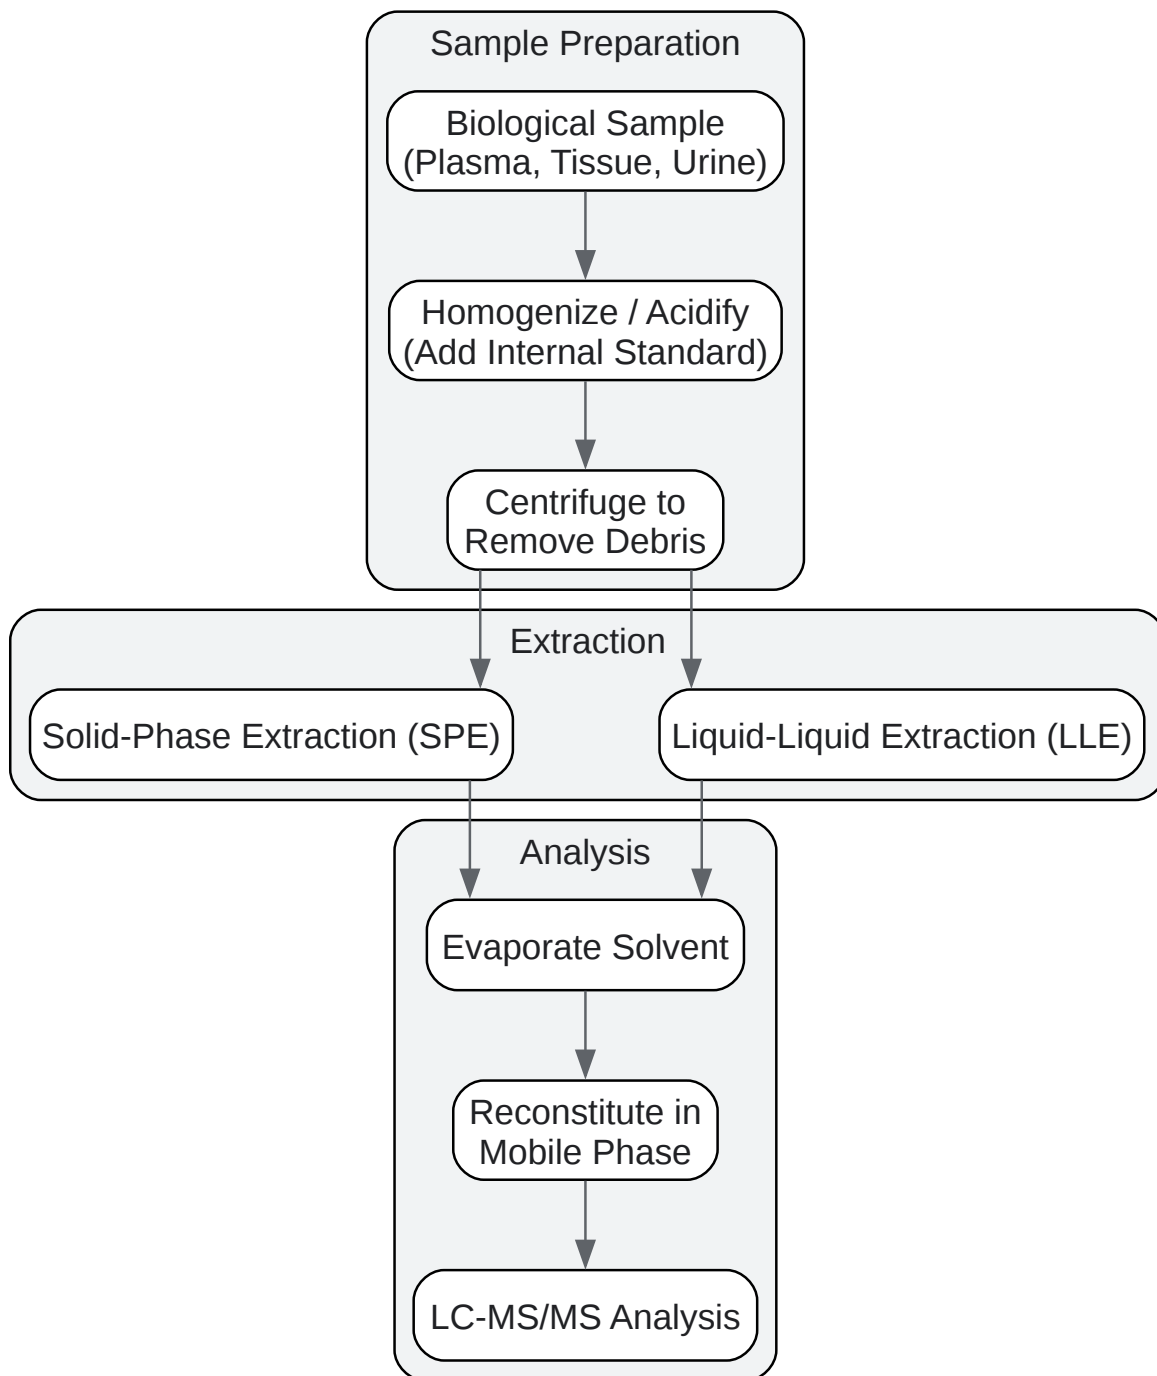 Sample Preparation
Biological Sample
(Plasma, Tissue, Urine)
Homogenize / Acidify
(Add Internal Standard)
Centrifuge to
Remove Debris
Extraction
Solid-Phase Extraction (SPE)
Liquid-Liquid Extraction (LLE)
Analysis
Evaporate Solvent
Reconstitute in
Mobile Phase
LC-MS/MS Analysis